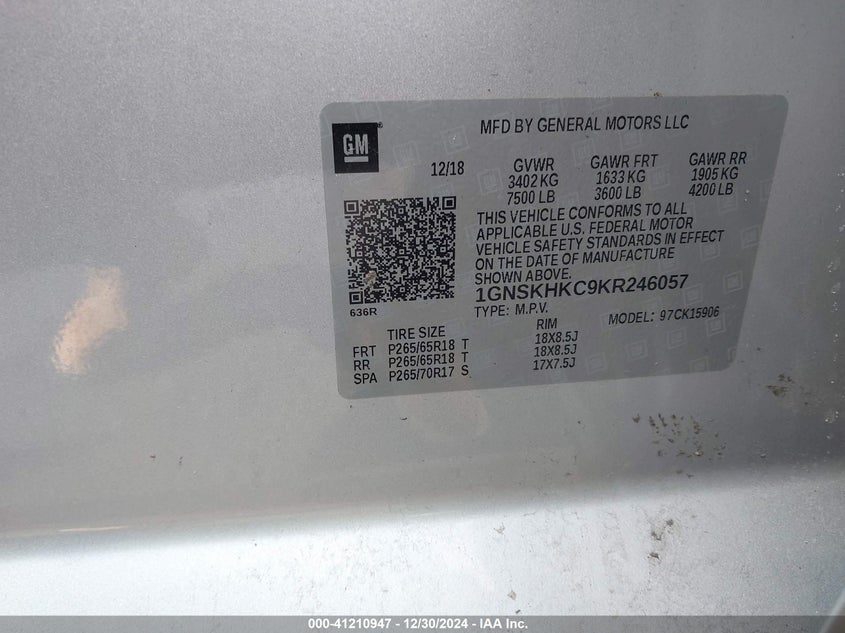 MFD BY GENERAL MOTORS LLC
GM®
12/18
GVWR GAWR FRT GAWR RR
3402 KG 1633 KG 1905 KG
7500 LB 3600 LB 4200 LB
THIS VEHICLE CONFORMS TO ALL
APPLICABLE U.S. FEDERAL MOTOR
VEHICLE SAFETY STANDARDS IN EFFECT
ON THE DATE OF MANUFACTURE
SHOWN ABOVE.
1GNSKHKC9KR246057
636R
TYPE: M.P.V. MODEL: 97CK15906
TIRE SIZE RIM
FRT P265/65R18 T 18X8.5J
RR P265/65R18 T 18X8.5J
SPA P265/70R17 S 17X7.5J
000-41210947 - 12/30/2024 - IAA Inc.